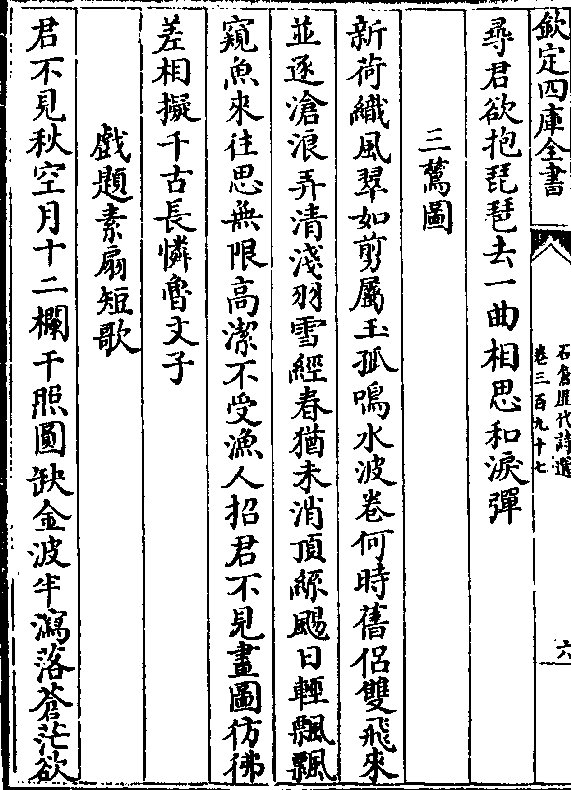 欽定四庫全書
石倉歷代詩選
卷三百九十七
六
尋君欲抱琵琶去一曲相思和淚彈
三鶿圖
新荷織風翠如剪屬玉孤鳴水波卷何時舊侣雙飛來
並逐滄浪弄清淺羽雪經春猶未消頂絲颺日輕飄飄
窺魚來往思無限高潔不受漁人招君不見畫圖彷彿
差相擬千古長憐魯文子
戯題素扇短歌
君不見秋空月十二欄干照圓缺金波半瀉落蒼茫欲